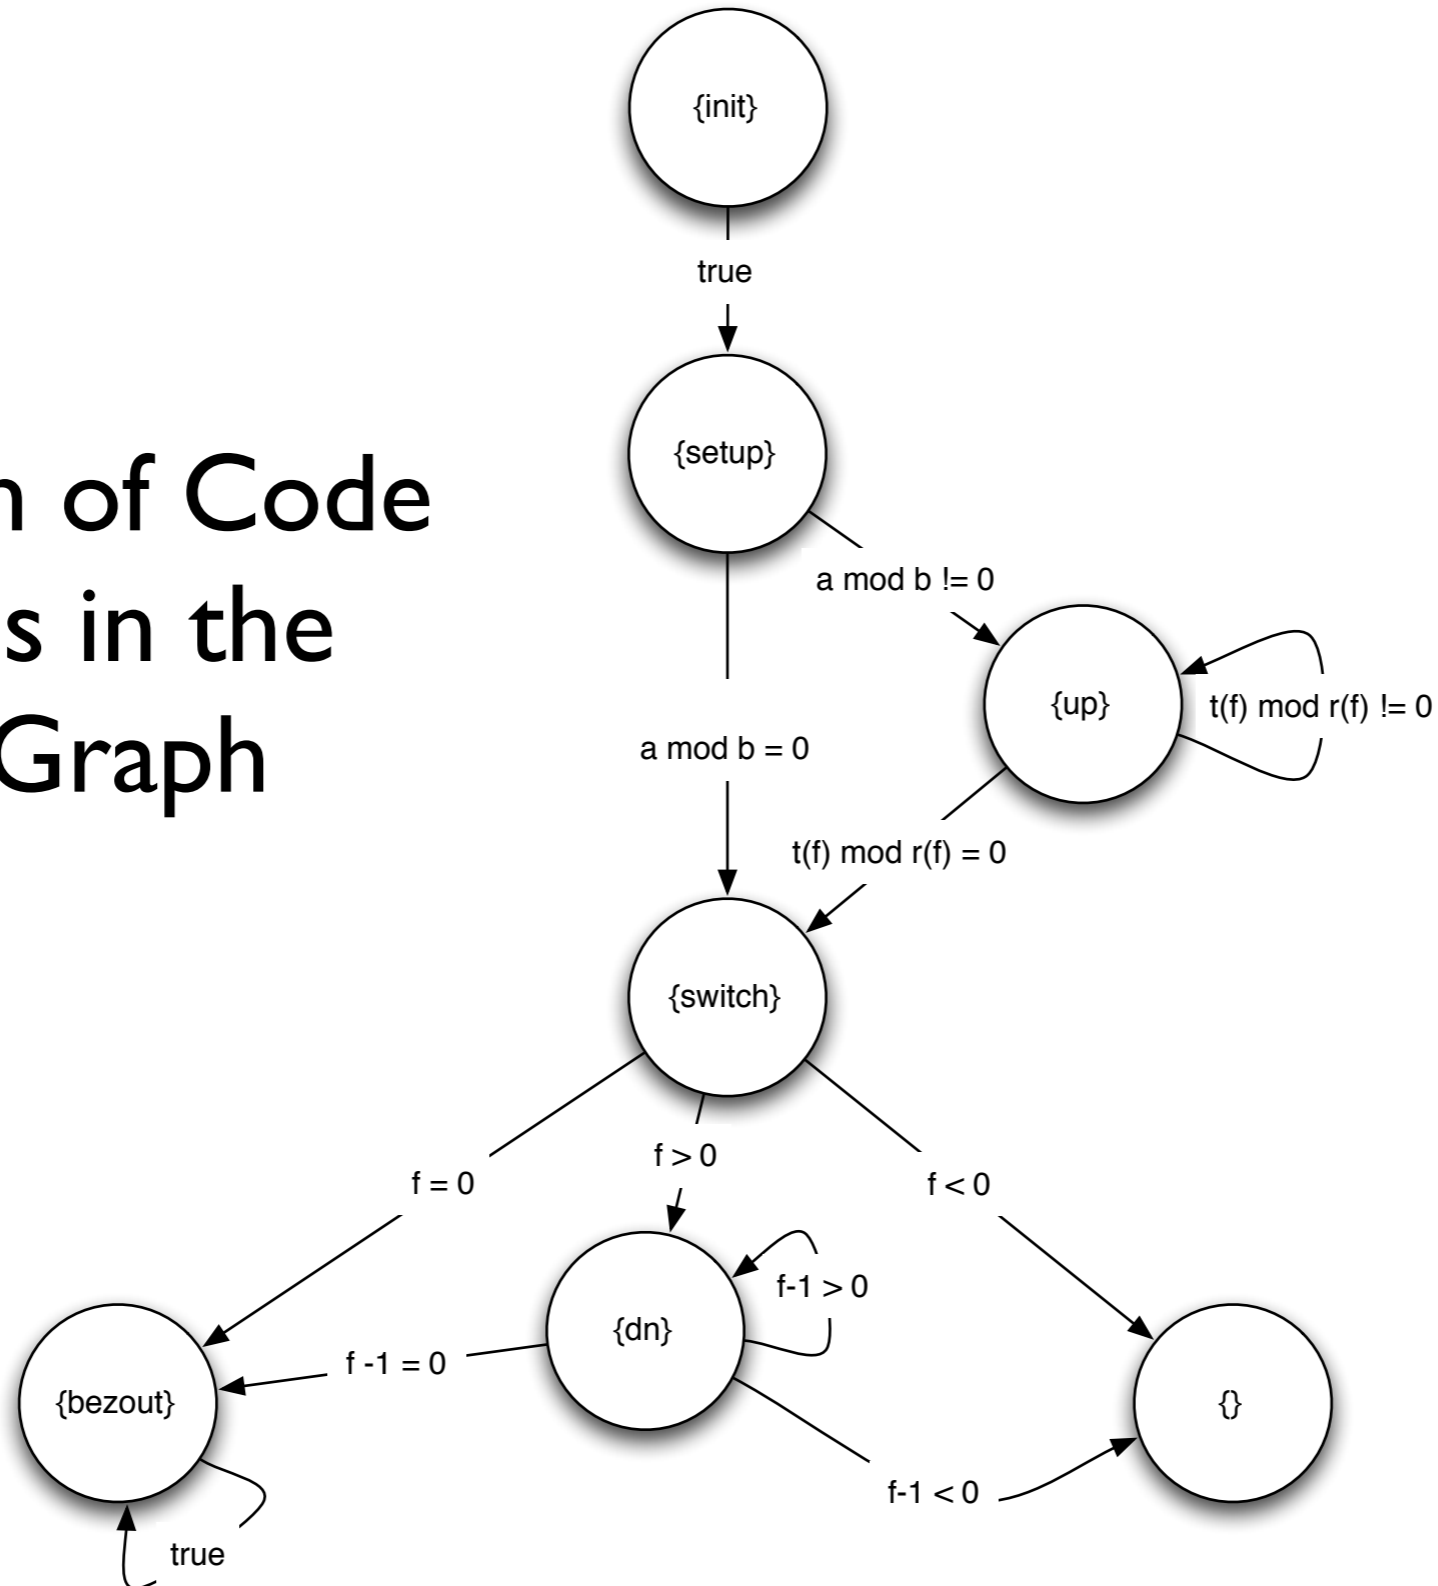 {init}
true
{setup}
of Code
in the
Graph
a mod b != 0
{up}
t(f) mod r(f) != 0
a mod b = 0
t(f) mod r(f) = 0
{switch}
f = 0
f > 0
f < 0
f-1 > 0
{dn}
f -1 = 0
{bezout}
{}
f-1 < 0
true